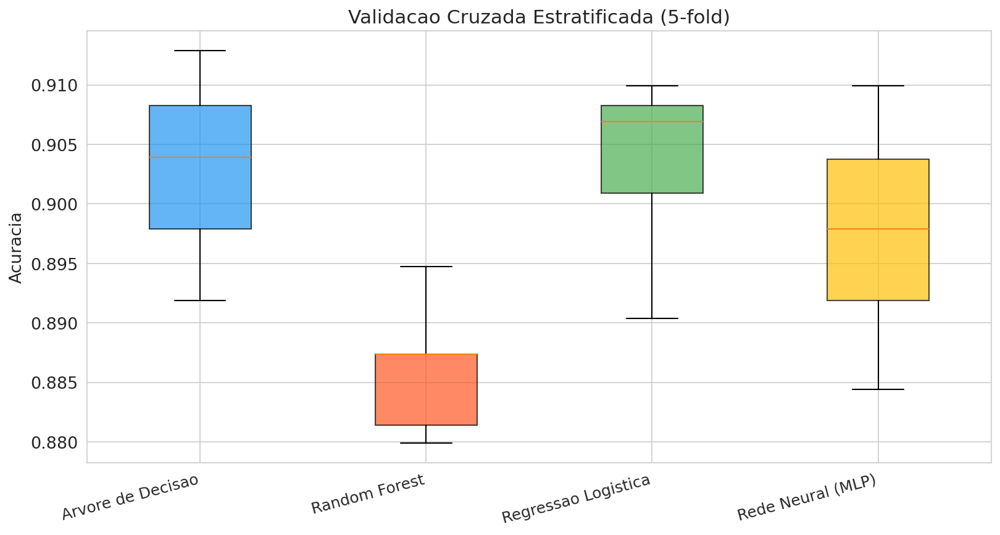 Validacao Cruzada Estratificada (5-fold)
Acuracia
0.910
0.905
0.900
0.895
0.890
0.885
0.880
Arvore de Decisao
Random Forest
Regressao Logistica
Rede Neural (MLP)